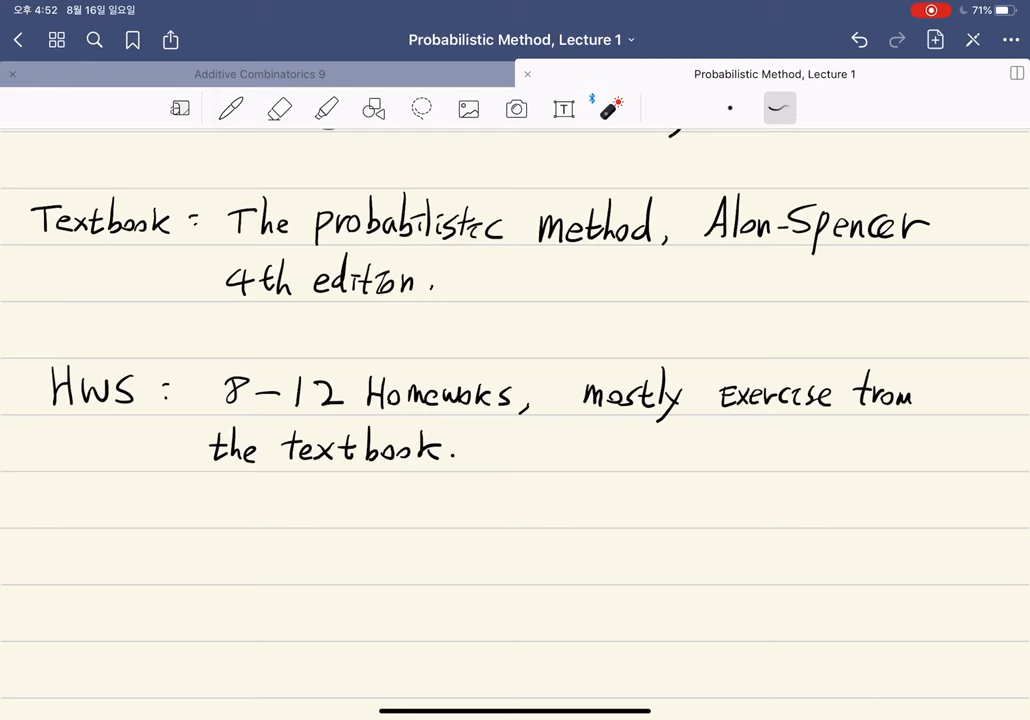 오후 4:52 8월 16일 일요일
71%
Probabilistic Method, Lecture 1
Additive Combinatorics 9
Probabilistic Method, Lecture 1
Textbook : The probabilistic method, Alon-Spencer
4th edition.
HWS : 8-12 Homewoks, mostly Exercise from
the textbook.